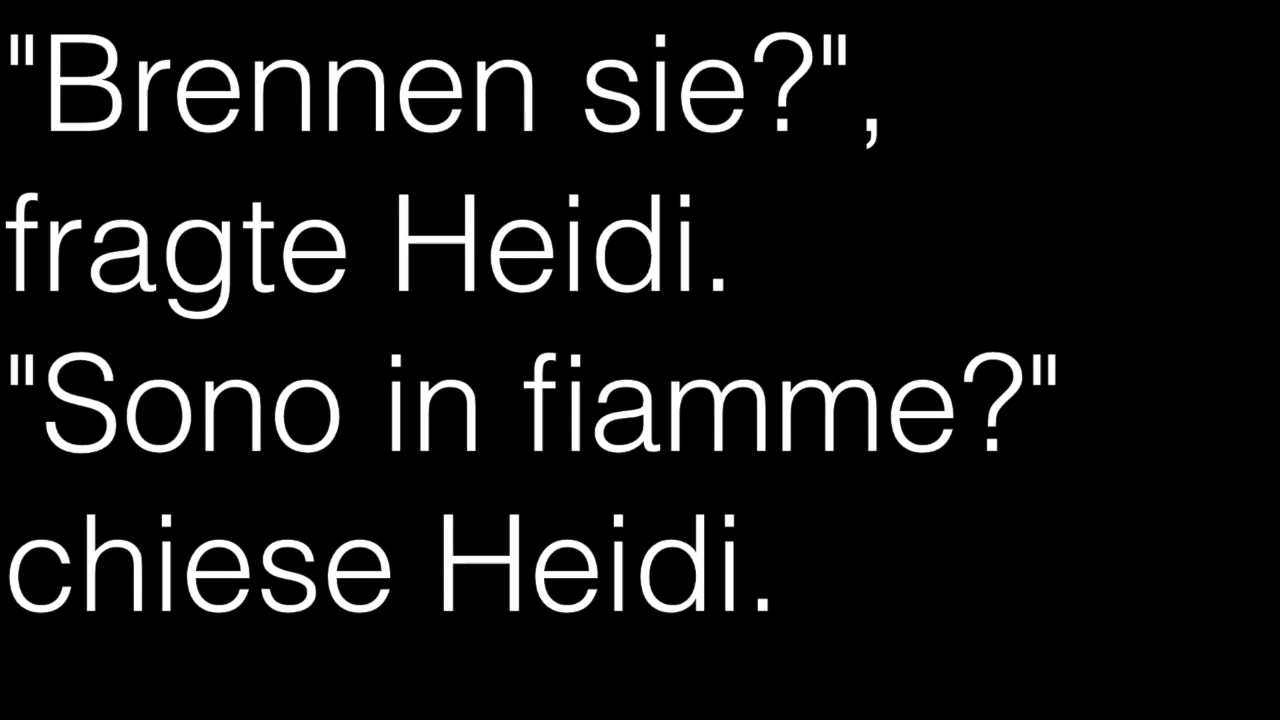 "Brennen sie?",
fragte Heidi.
"Sono in fiamme?"
chiese Heidi.